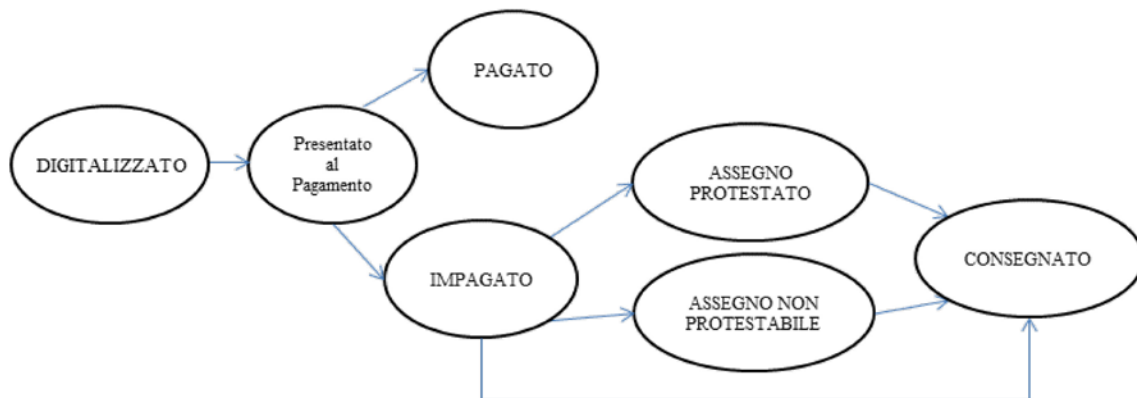 PAGATO
DIGITALIZZATO
Presentato
al
Pagamento
ASSEGNO
PROTESTATO
IMPAGATO
ASSEGNO NON
PROTESTABILE
CONSEGNATO